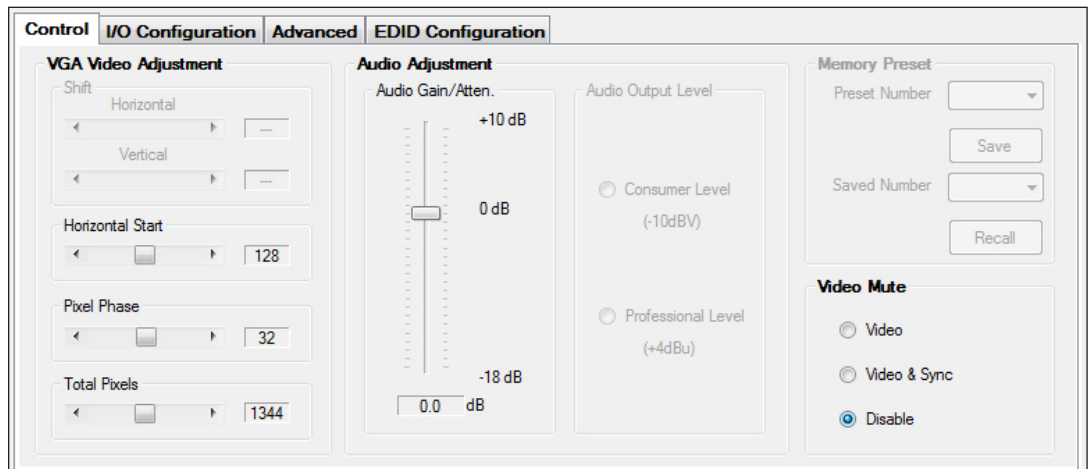 Control I/O Configuration Advanced EDID Configuration
VGA Video Adjustment
Shift
Horizontal
---
Vertical
---
Horizontal Start
128
Pixel Phase
32
Total Pixels
1344
Audio Adjustment
Audio Gain/Atten.
+10 dB
0 dB
-18 dB
0.0 dB
Audio Output Level
Consumer Level
(-10dBV)
Professional Level
(+4dBu)
Memory Preset
Preset Number
Save
Saved Number
Recall
Video Mute
Video
Video & Sync
Disable